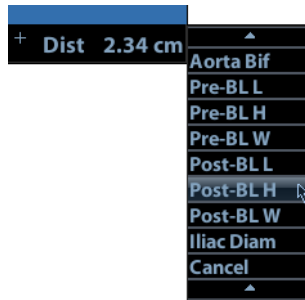 + Dist 2.34 cm
Aorta Bif
Pre-BL L
Pre-BL H
Pre-BL W
Post-BL L
Post-BL H
Post-BL W
Iliac Diam
Cancel